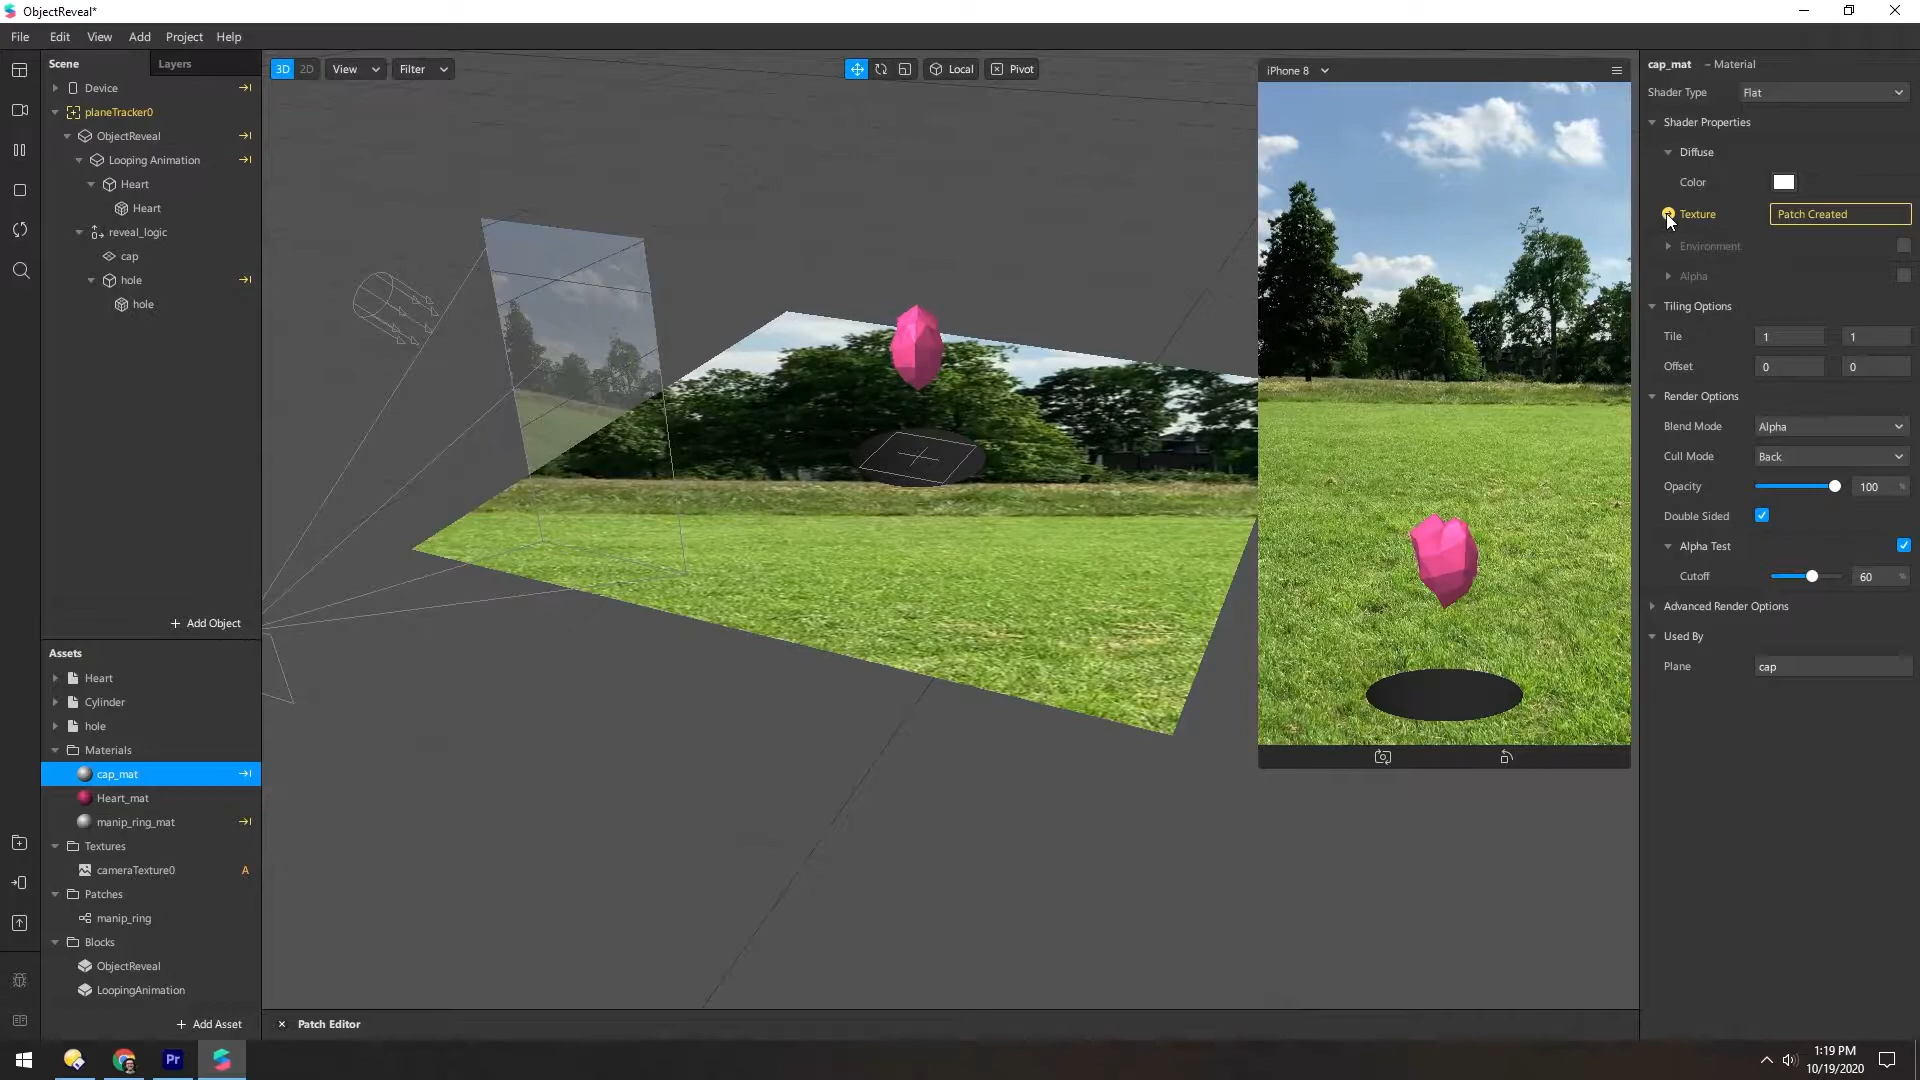 ObjectReveal*
File Edit View Add Project Help
Scene Layers
Device
planeTracker0
ObjectReveal
Looping Animation
Heart
Heart
reveal_logic
cap
hole
hole
+ Add Object
Assets
Heart
Cylinder
hole
Materials
cap_mat
Heart_mat
manip_ring_mat
Textures
cameraTexture0 A
Patches
manip_ring
Blocks
ObjectReveal
LoopingAnimation
+ Add Asset
3D 2D View Filter Local Pivot
iPhone 8
Patch Editor
cap_mat – Material
Shader Type Flat
Shader Properties
Diffuse
Color
Texture Patch Created
Environment
Alpha
Tiling Options
Tile 1 1
Offset 0 0
Render Options
Blend Mode Alpha
Cull Mode Back
Opacity 100 %
Double Sided
Alpha Test
Cutoff 60 %
Advanced Render Options
Used By
Plane cap
Pr
1:19 PM
10/19/2020